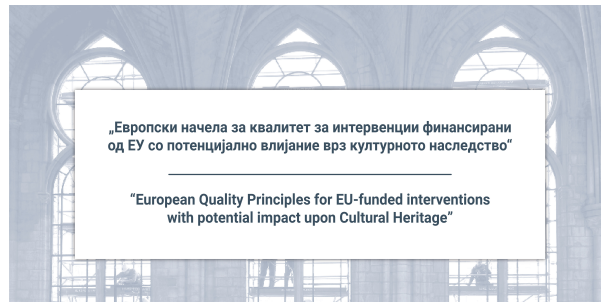 „Европски начела за квалитет за интервенции финансирани
од ЕУ со потенцијално влијание врз културното наследство“
“European Quality Principles for EU-funded interventions
with potential impact upon Cultural Heritage”